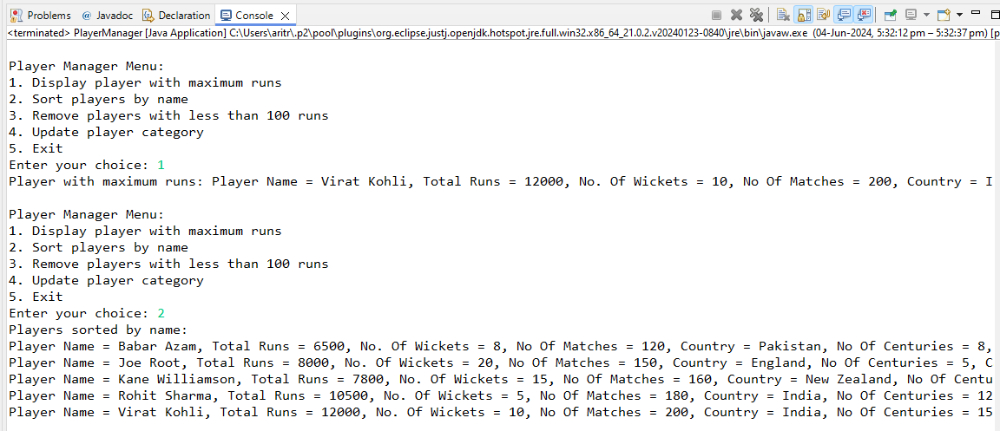 Problems @ Javadoc Declaration Console
<terminated> PlayerManager [Java Application] C:\Users\aritr\.p2\pool\plugins\org.eclipse.justj.openjdk.hotspot.jre.full.win32.x86_64_21.0.2.v20240123-0840\jre\bin\javaw.exe (04-Jun-2024, 5:32:12 pm – 5:32:37 pm) [p
Player Manager Menu:
1. Display player with maximum runs
2. Sort players by name
3. Remove players with less than 100 runs
4. Update player category
5. Exit
Enter your choice: 1
Player with maximum runs: Player Name = Virat Kohli, Total Runs = 12000, No. Of Wickets = 10, No Of Matches = 200, Country = I
Player Manager Menu:
1. Display player with maximum runs
2. Sort players by name
3. Remove players with less than 100 runs
4. Update player category
5. Exit
Enter your choice: 2
Players sorted by name:
Player Name = Babar Azam, Total Runs = 6500, No. Of Wickets = 8, No Of Matches = 120, Country = Pakistan, No Of Centuries = 8,
Player Name = Joe Root, Total Runs = 8000, No. Of Wickets = 20, No Of Matches = 150, Country = England, No Of Centuries = 5, C
Player Name = Kane Williamson, Total Runs = 7800, No. Of Wickets = 15, No Of Matches = 160, Country = New Zealand, No Of Centu
Player Name = Rohit Sharma, Total Runs = 10500, No. Of Wickets = 5, No Of Matches = 180, Country = India, No Of Centuries = 12
Player Name = Virat Kohli, Total Runs = 12000, No. Of Wickets = 10, No Of Matches = 200, Country = India, No Of Centuries = 15